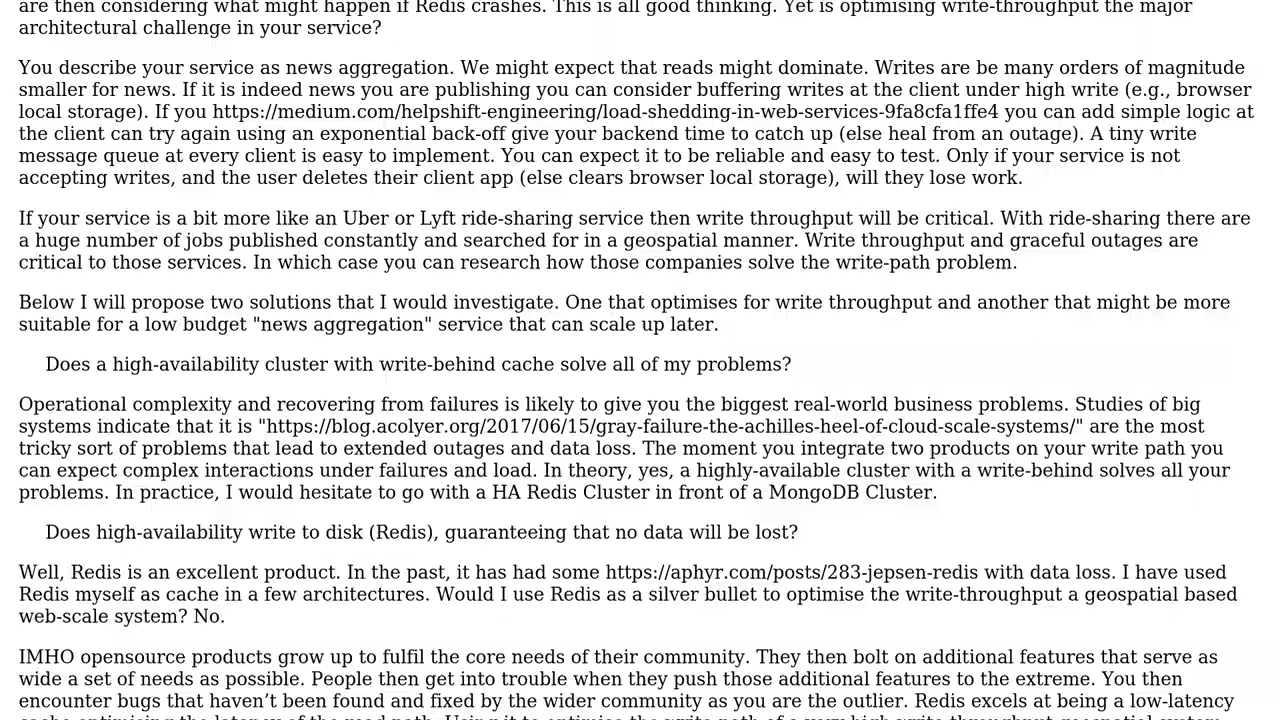 are then considering what might happen if Redis crashes. This is all good thinking. Yet is optimising write-throughput the major
architectural challenge in your service?
You describe your service as news aggregation. We might expect that reads might dominate. Writes are be many orders of magnitude
smaller for news. If it is indeed news you are publishing you can consider buffering writes at the client under high write (e.g., browser
local storage). If you https://medium.com/helpshift-engineering/load-shedding-in-web-services-9fa8cfa1ffe4 you can add simple logic at
the client can try again using an exponential back-off give your backend time to catch up (else heal from an outage). A tiny write
message queue at every client is easy to implement. You can expect it to be reliable and easy to test. Only if your service is not
accepting writes, and the user deletes their client app (else clears browser local storage), will they lose work.
If your service is a bit more like an Uber or Lyft ride-sharing service then write throughput will be critical. With ride-sharing there are
a huge number of jobs published constantly and searched for in a geospatial manner. Write throughput and graceful outages are
critical to those services. In which case you can research how those companies solve the write-path problem.
Below I will propose two solutions that I would investigate. One that optimises for write throughput and another that might be more
suitable for a low budget "news aggregation" service that can scale up later.
Does a high-availability cluster with write-behind cache solve all of my problems?
Operational complexity and recovering from failures is likely to give you the biggest real-world business problems. Studies of big
systems indicate that it is "https://blog.acolyer.org/2017/06/15/gray-failure-the-achilles-heel-of-cloud-scale-systems/" are the most
tricky sort of problems that lead to extended outages and data loss. The moment you integrate two products on your write path you
can expect complex interactions under failures and load. In theory, yes, a highly-available cluster with a write-behind solves all your
problems. In practice, I would hesitate to go with a HA Redis Cluster in front of a MongoDB Cluster.
Does high-availability write to disk (Redis), guaranteeing that no data will be lost?
Well, Redis is an excellent product. In the past, it has had some https://aphyr.com/posts/283-jepsen-redis with data loss. I have used
Redis myself as cache in a few architectures. Would I use Redis as a silver bullet to optimise the write-throughput a geospatial based
web-scale system? No.
IMHO opensource products grow up to fulfil the core needs of their community. They then bolt on additional features that serve as
wide a set of needs as possible. People then get into trouble when they push those additional features to the extreme. You then
encounter bugs that haven’t been found and fixed by the wider community as you are the outlier. Redis excels at being a low-latency